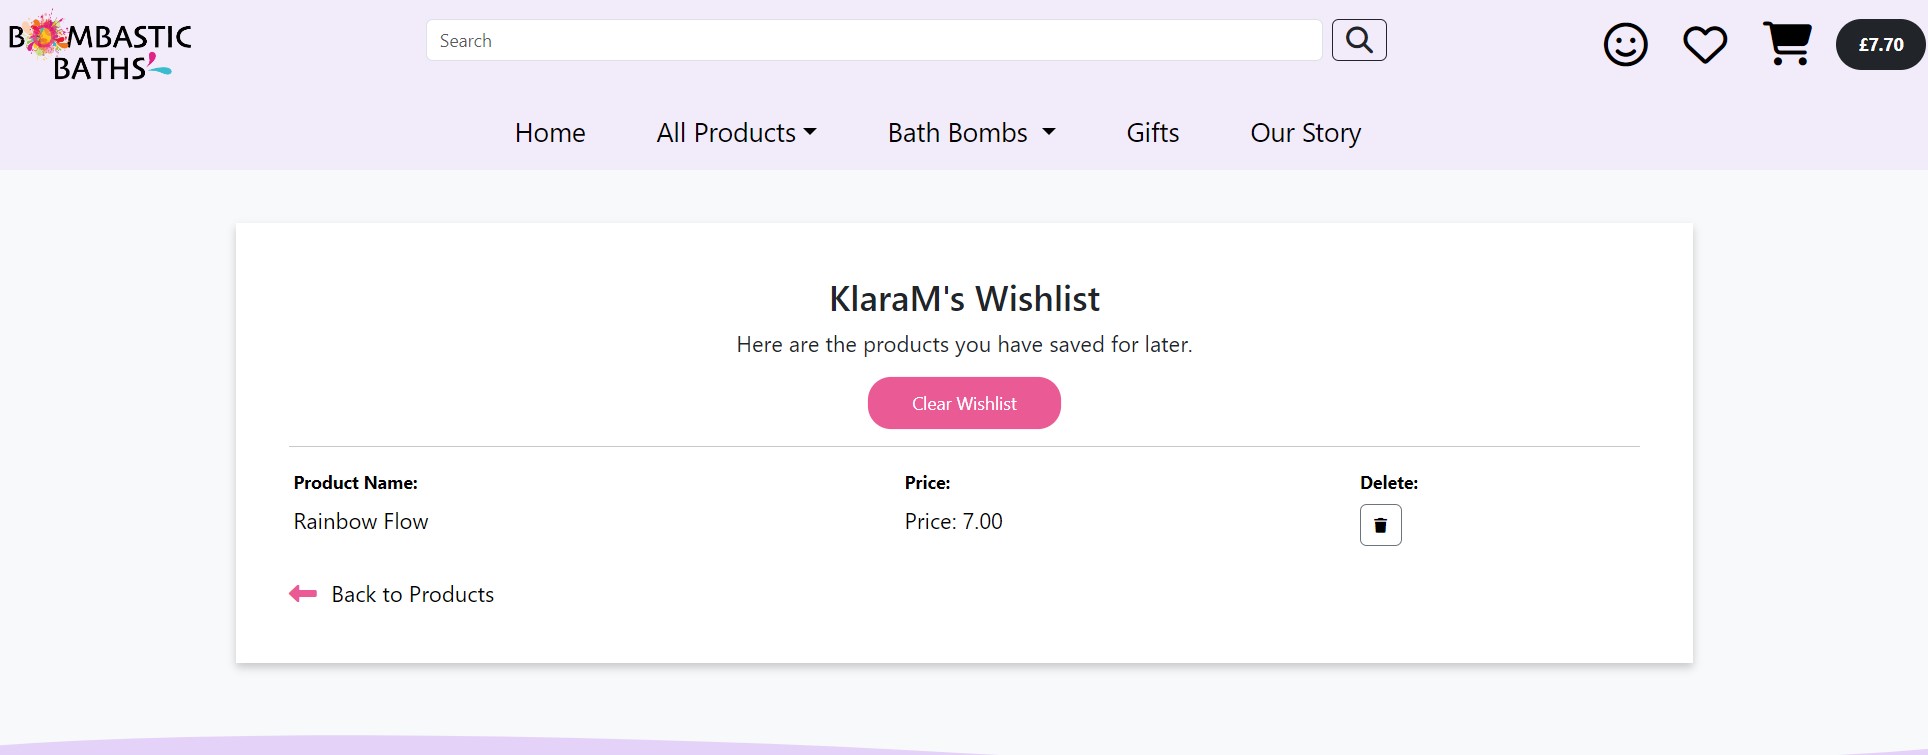 BOMBASTIC
BATHS
Search
£7.70
Home All Products Bath Bombs Gifts Our Story
KlaraM's Wishlist
Here are the products you have saved for later.
Clear Wishlist
Product Name: Price: Delete:
Rainbow Flow Price: 7.00
Back to Products